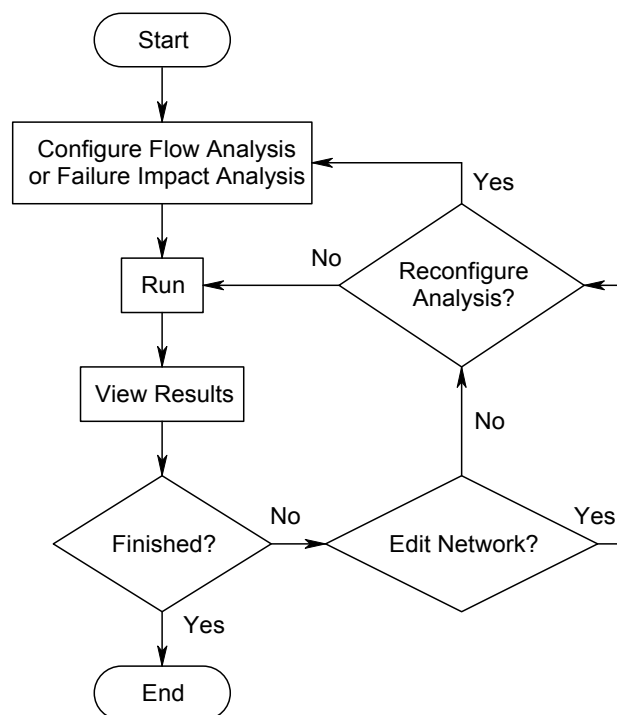 Start
Configure Flow Analysis
or Failure Impact Analysis
Yes
No
Reconfigure
Analysis?
Run
View Results
No
No
Yes
Finished?
Edit Network?
Yes
End